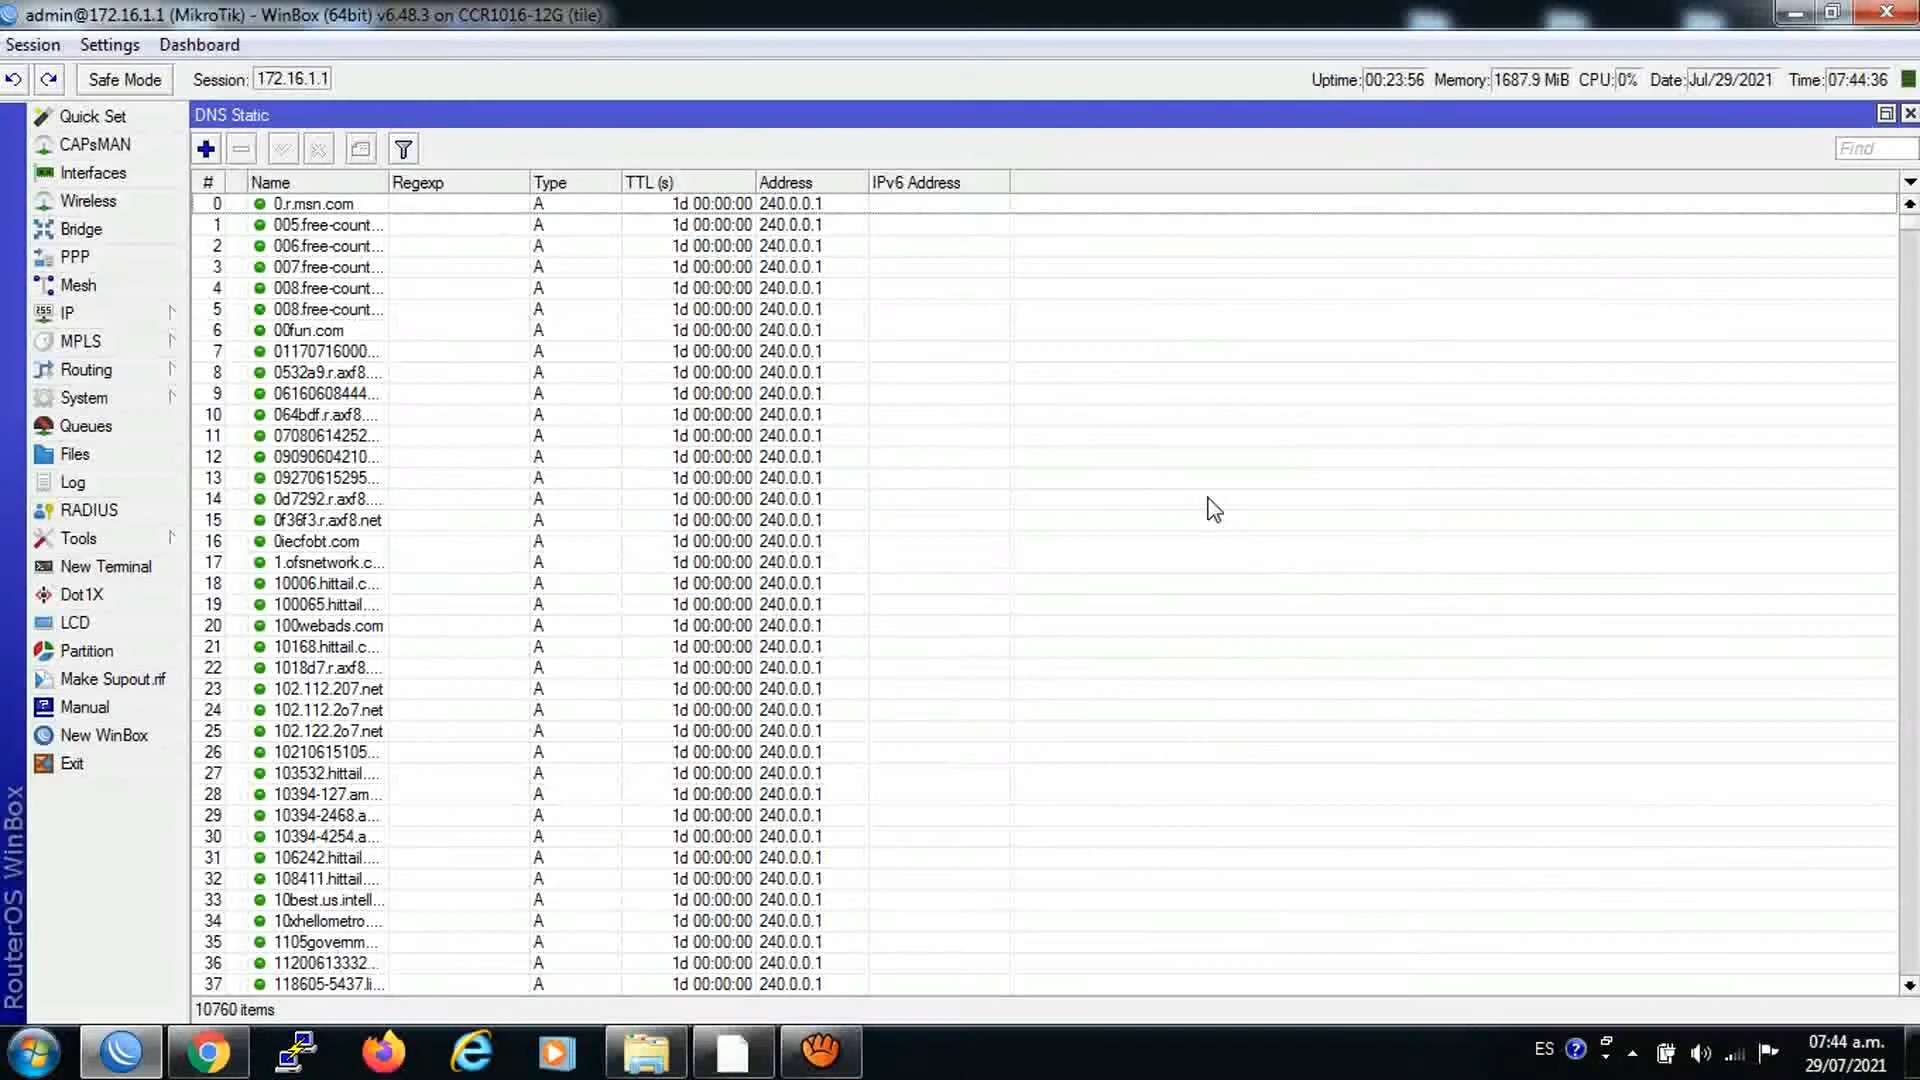 admin@172.16.1.1 (MikroTik) - WinBox (64bit) v6.48.3 on CCR1016-12G (tile)
Session Settings Dashboard
Safe Mode Session: 172.16.1.1 Uptime: 00:23:56 Memory: 1687.9 MiB CPU: 0% Date: Jul/29/2021 Time: 07:44:36
Quick Set
CAPsMAN
Interfaces
Wireless
Bridge
PPP
Mesh
IP
MPLS
Routing
System
Queues
Files
Log
RADIUS
Tools
New Terminal
Dot1X
LCD
Partition
Make Supout.rif
Manual
New WinBox
Exit
RouterOS WinBox
DNS Static
Find
# Name Regexp Type TTL (s) Address IPv6 Address
0 0.r.msn.com A 1d 00:00:00 240.0.0.1
1 005.free-count... A 1d 00:00:00 240.0.0.1
2 006.free-count... A 1d 00:00:00 240.0.0.1
3 007.free-count... A 1d 00:00:00 240.0.0.1
4 008.free-count... A 1d 00:00:00 240.0.0.1
5 008.free-count... A 1d 00:00:00 240.0.0.1
6 00fun.com A 1d 00:00:00 240.0.0.1
7 01170716000... A 1d 00:00:00 240.0.0.1
8 0532a9.r.axf8.... A 1d 00:00:00 240.0.0.1
9 06160608444... A 1d 00:00:00 240.0.0.1
10 064bdf.r.axf8.... A 1d 00:00:00 240.0.0.1
11 07080614252... A 1d 00:00:00 240.0.0.1
12 09090604210... A 1d 00:00:00 240.0.0.1
13 09270615295... A 1d 00:00:00 240.0.0.1
14 0d7292.r.axf8.... A 1d 00:00:00 240.0.0.1
15 0f36f3.r.axf8.net A 1d 00:00:00 240.0.0.1
16 0iecfobt.com A 1d 00:00:00 240.0.0.1
17 1.ofsnetwork.c... A 1d 00:00:00 240.0.0.1
18 10006.hittail.c... A 1d 00:00:00 240.0.0.1
19 100065.hittail.... A 1d 00:00:00 240.0.0.1
20 100webads.com A 1d 00:00:00 240.0.0.1
21 10168.hittail.c... A 1d 00:00:00 240.0.0.1
22 1018d7.r.axf8.... A 1d 00:00:00 240.0.0.1
23 102.112.207.net A 1d 00:00:00 240.0.0.1
24 102.112.2o7.net A 1d 00:00:00 240.0.0.1
25 102.122.2o7.net A 1d 00:00:00 240.0.0.1
26 10210615105... A 1d 00:00:00 240.0.0.1
27 103532.hittail.... A 1d 00:00:00 240.0.0.1
28 10394-127.am... A 1d 00:00:00 240.0.0.1
29 10394-2468.a... A 1d 00:00:00 240.0.0.1
30 10394-4254.a... A 1d 00:00:00 240.0.0.1
31 106242.hittail.... A 1d 00:00:00 240.0.0.1
32 108411.hittail.... A 1d 00:00:00 240.0.0.1
33 10best.us.intell... A 1d 00:00:00 240.0.0.1
34 10xhellometro.... A 1d 00:00:00 240.0.0.1
35 1105governm... A 1d 00:00:00 240.0.0.1
36 11200613332... A 1d 00:00:00 240.0.0.1
37 118605-5437.li... A 1d 00:00:00 240.0.0.1
10760 items
ES 07:44 a.m.
29/07/2021